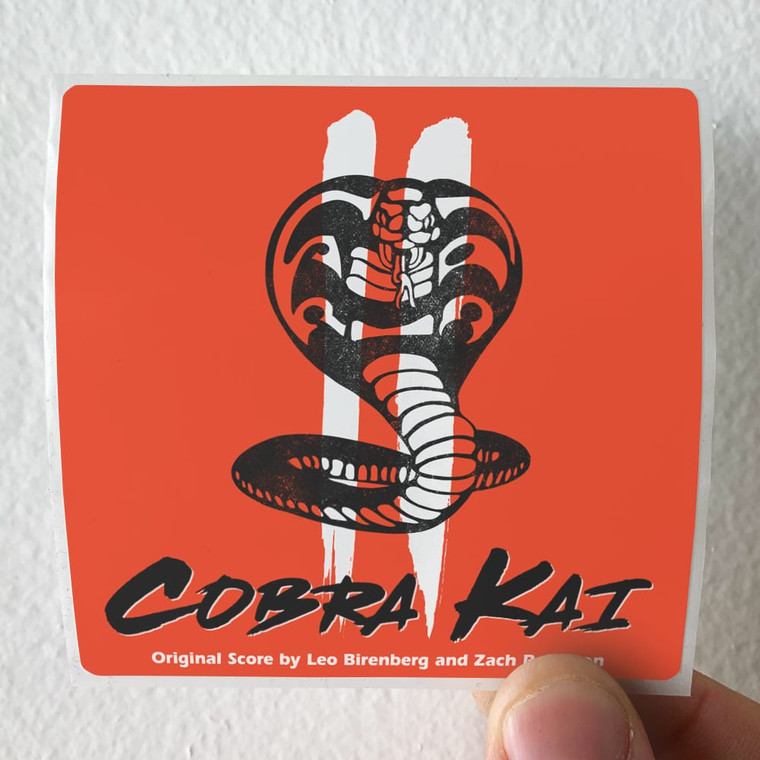 COBRA KAI
Original Score by Leo Birenberg and Zach